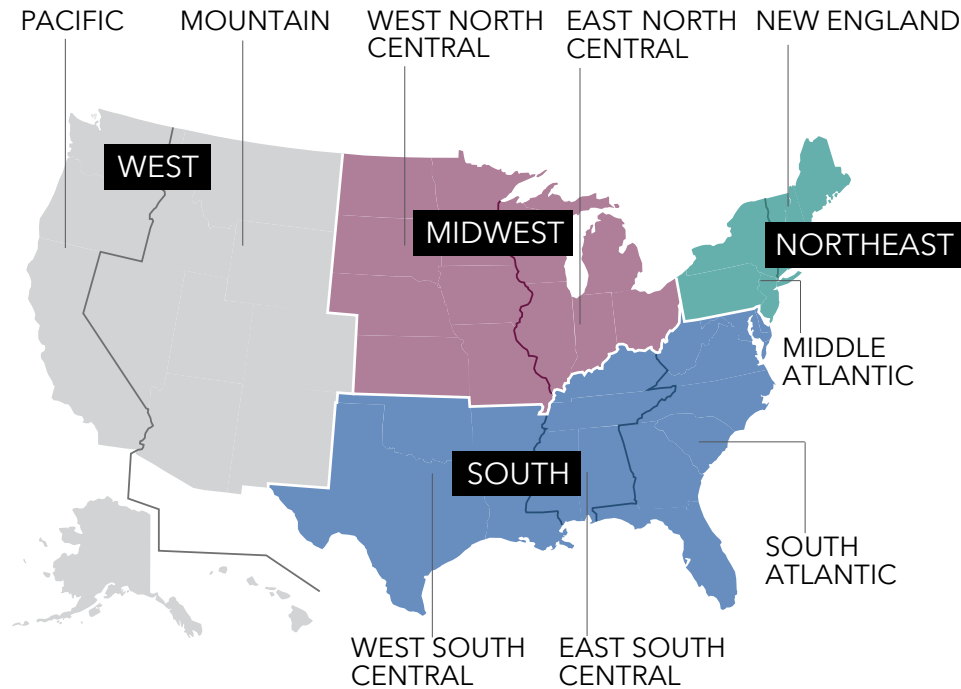 PACIFIC
MOUNTAIN
WEST NORTH
CENTRAL
EAST NORTH
CENTRAL
NEW ENGLAND
WEST
MIDWEST
NORTHEAST
MIDDLE
ATLANTIC
SOUTH
SOUTH
ATLANTIC
WEST SOUTH
CENTRAL
EAST SOUTH
CENTRAL